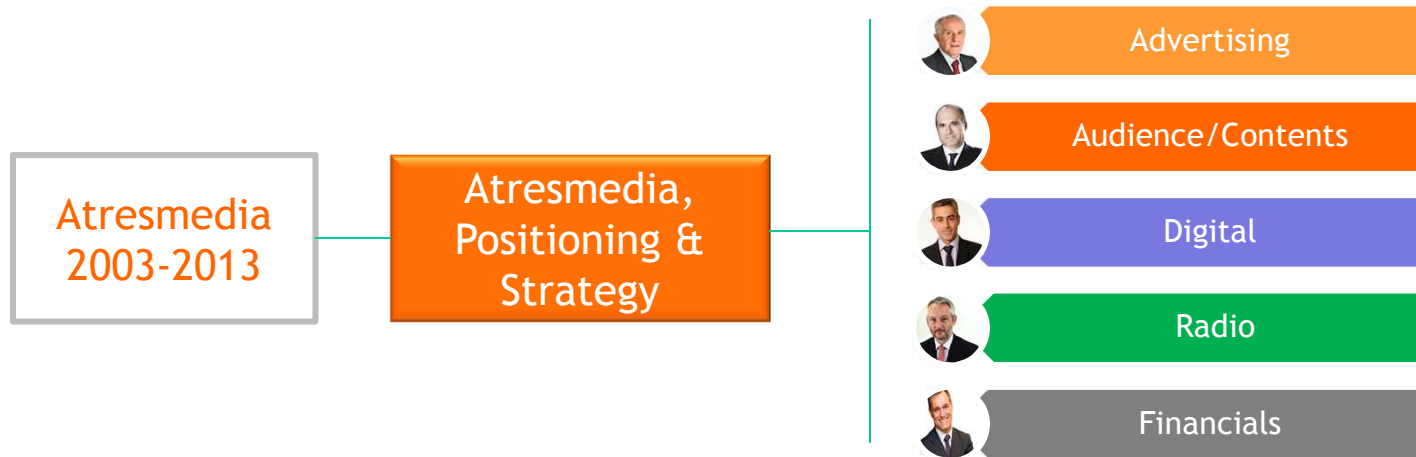 Atresmedia
2003-2013
Atresmedia,
Positioning &
Strategy
Advertising
Audience/Contents
Digital
Radio
Financials